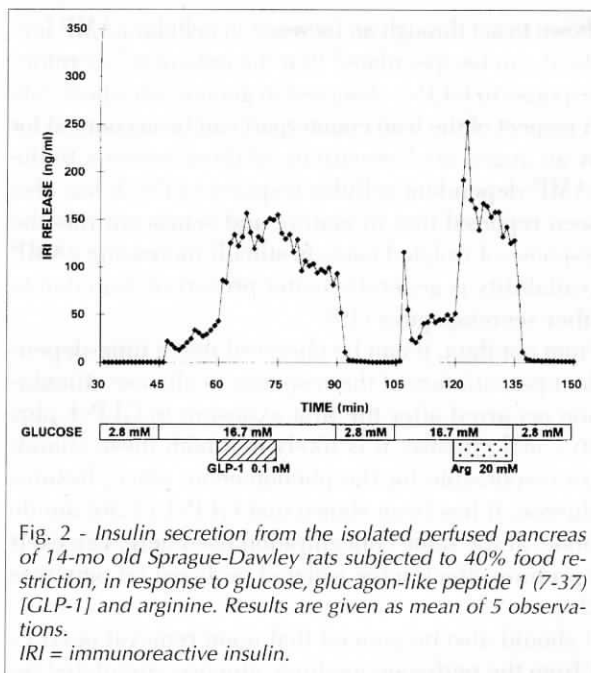 IRI RELEASE (ng/ml)
350
300
250
200
150
100
50
0
30 45 60 75 90 105 120 135 150
TIME (min)
GLUCOSE 2.8 mM 16.7 mM 2.8 mM 16.7 mM 2.8 mM
GLP-1 0.1 nM Arg 20 mM
Fig. 2 - Insulin secretion from the isolated perfused pancreas
of 14-mo old Sprague-Dawley rats subjected to 40% food re-
striction, in response to glucose, glucagon-like peptide 1 (7-37)
[GLP-1] and arginine. Results are given as mean of 5 observa-
tions.
IRI = immunoreactive insulin.